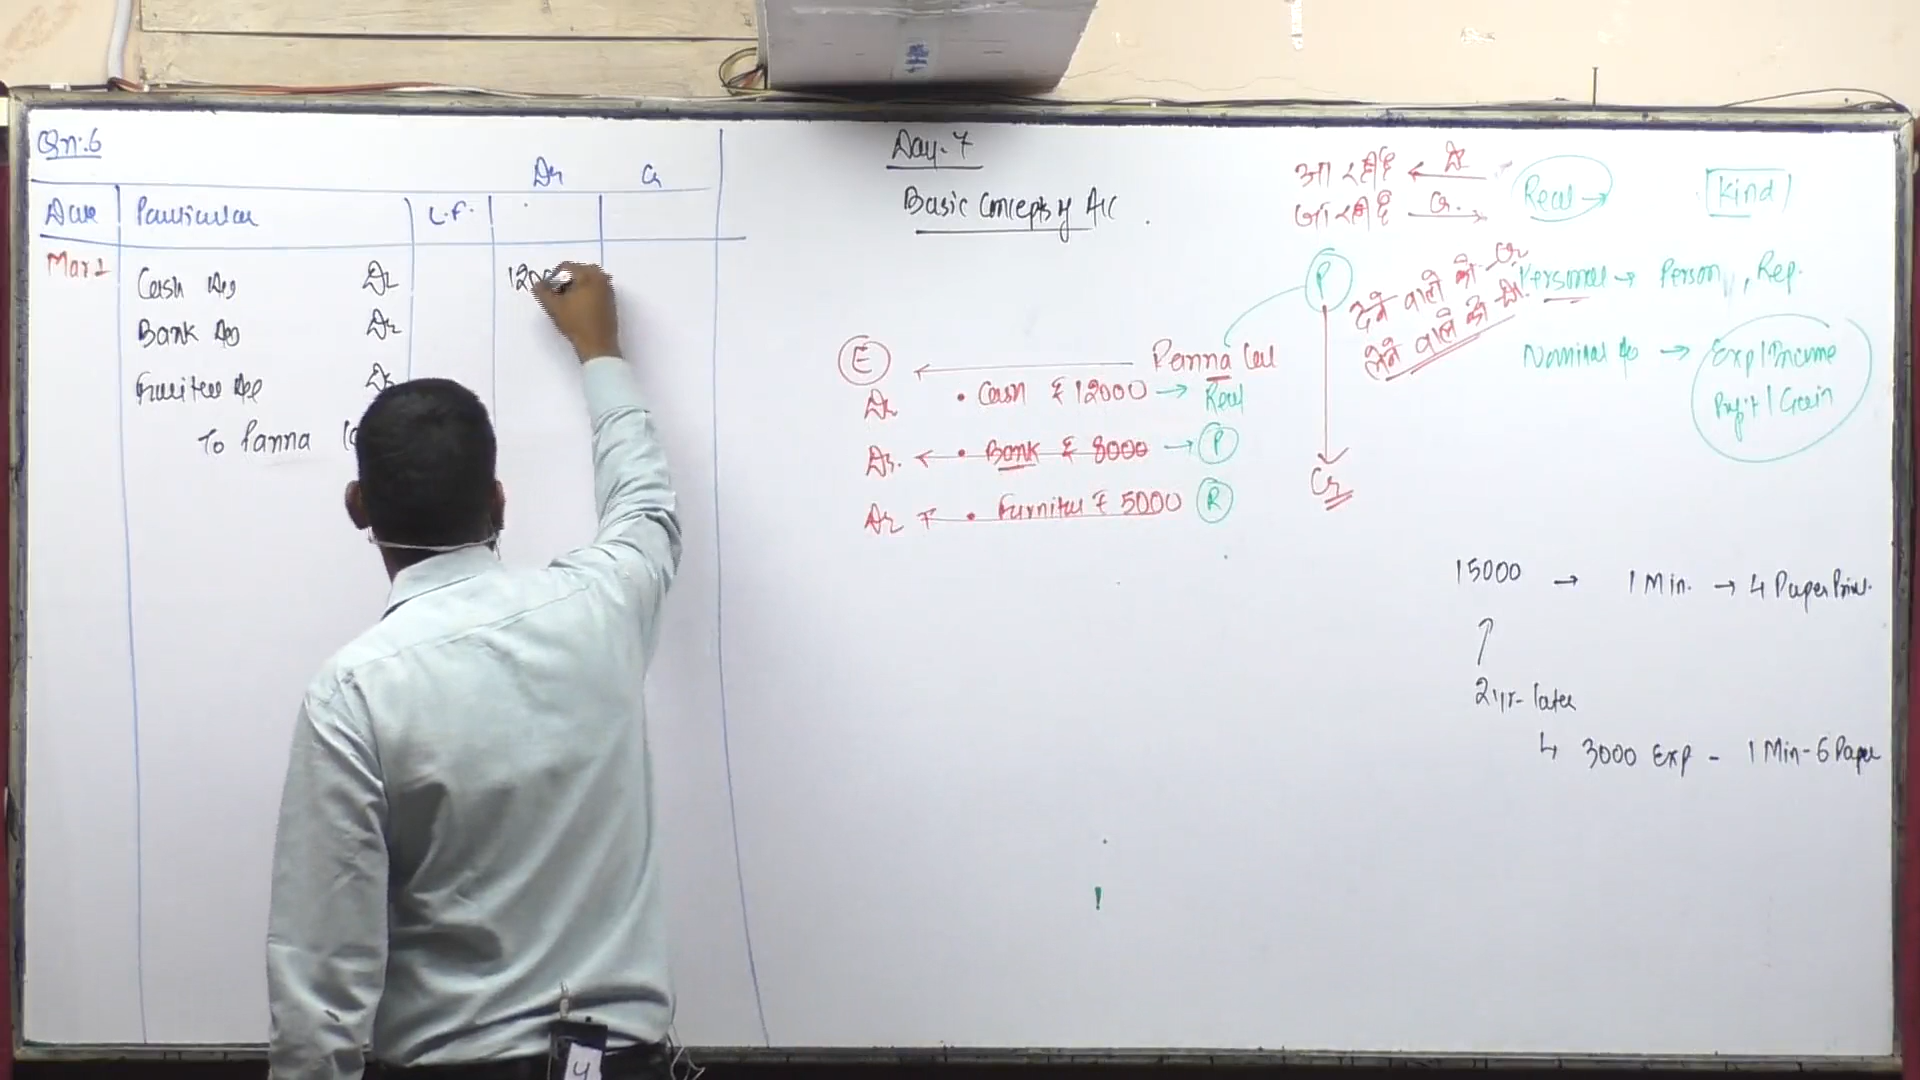 Qn:6
Dr Cr
Date Particular L.F.
Mar 1 Cash A/c Dr 120
Bank A/c Dr
Furniture A/c Dr
To Panna
Day-7
Basic Concepts of A/C
आ रही है ← Dr
जा रही है Cr. →
Real →
Kind
P
देने वाले को - Cr
लेने वाले को - Dr.
Personal → Person, Rep.
Nominal A/c → Exp/Income
Profit/Gain
E ← Panna Lal
Dr • Cash ₹12000 → Real
Dr. ← • Bank ₹ 8000 → P
Dr ← • Furniture ₹ 5000 R
Cr
15000 → 1 Min. → 4 Paper Print.
↑
2 yr- later
↳ 3000 Exp - 1 Min - 6 Paper
4